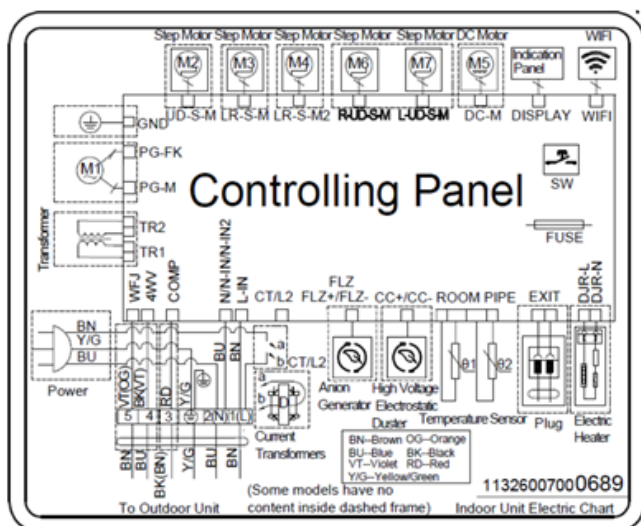 Step Motor Step Motor Step Motor Step Motor Step Motor DC Motor WIFI
M2 M3 M4 M6 M7 M5 Indication Panel
UD-S-M LR-S-M LR-S-M2 R-UD-S-M L-UD-S-M DC-M DISPLAY WIFI
GND
PG-FK
M1
PG-M
SW
Controlling Panel
FUSE
Transformer
TR2
TR1
WFJ
4WV
COMP
N/N-IN/N-IN2
L-IN
CT/L2
FLZ
FLZ+/FLZ-
CC+/CC-
ROOM
PIPE
EXIT
DJR-L
DJR-N
BN
Y/G
BU
Power
VT(OG)
BK(VT)
RD
Y/G
BU
BN
a
b
CT/L2
a
b
5 4 3 2(N) 1(L)
BN
BU
BK(BN)
Y/G
BU
BN
Current
Transformers
Anion
Generator
High Voltage
Electrostatic
Duster
θ1
θ2
Temperature Sensor
Plug
Electric
Heater
BN--Brown OG--Orange
BU--Blue BK--Black
VT--Violet RD--Red
Y/G--Yellow/Green
To Outdoor Unit
(Some models have no
content inside dashed frame)
11326007000689
Indoor Unit Electric Chart